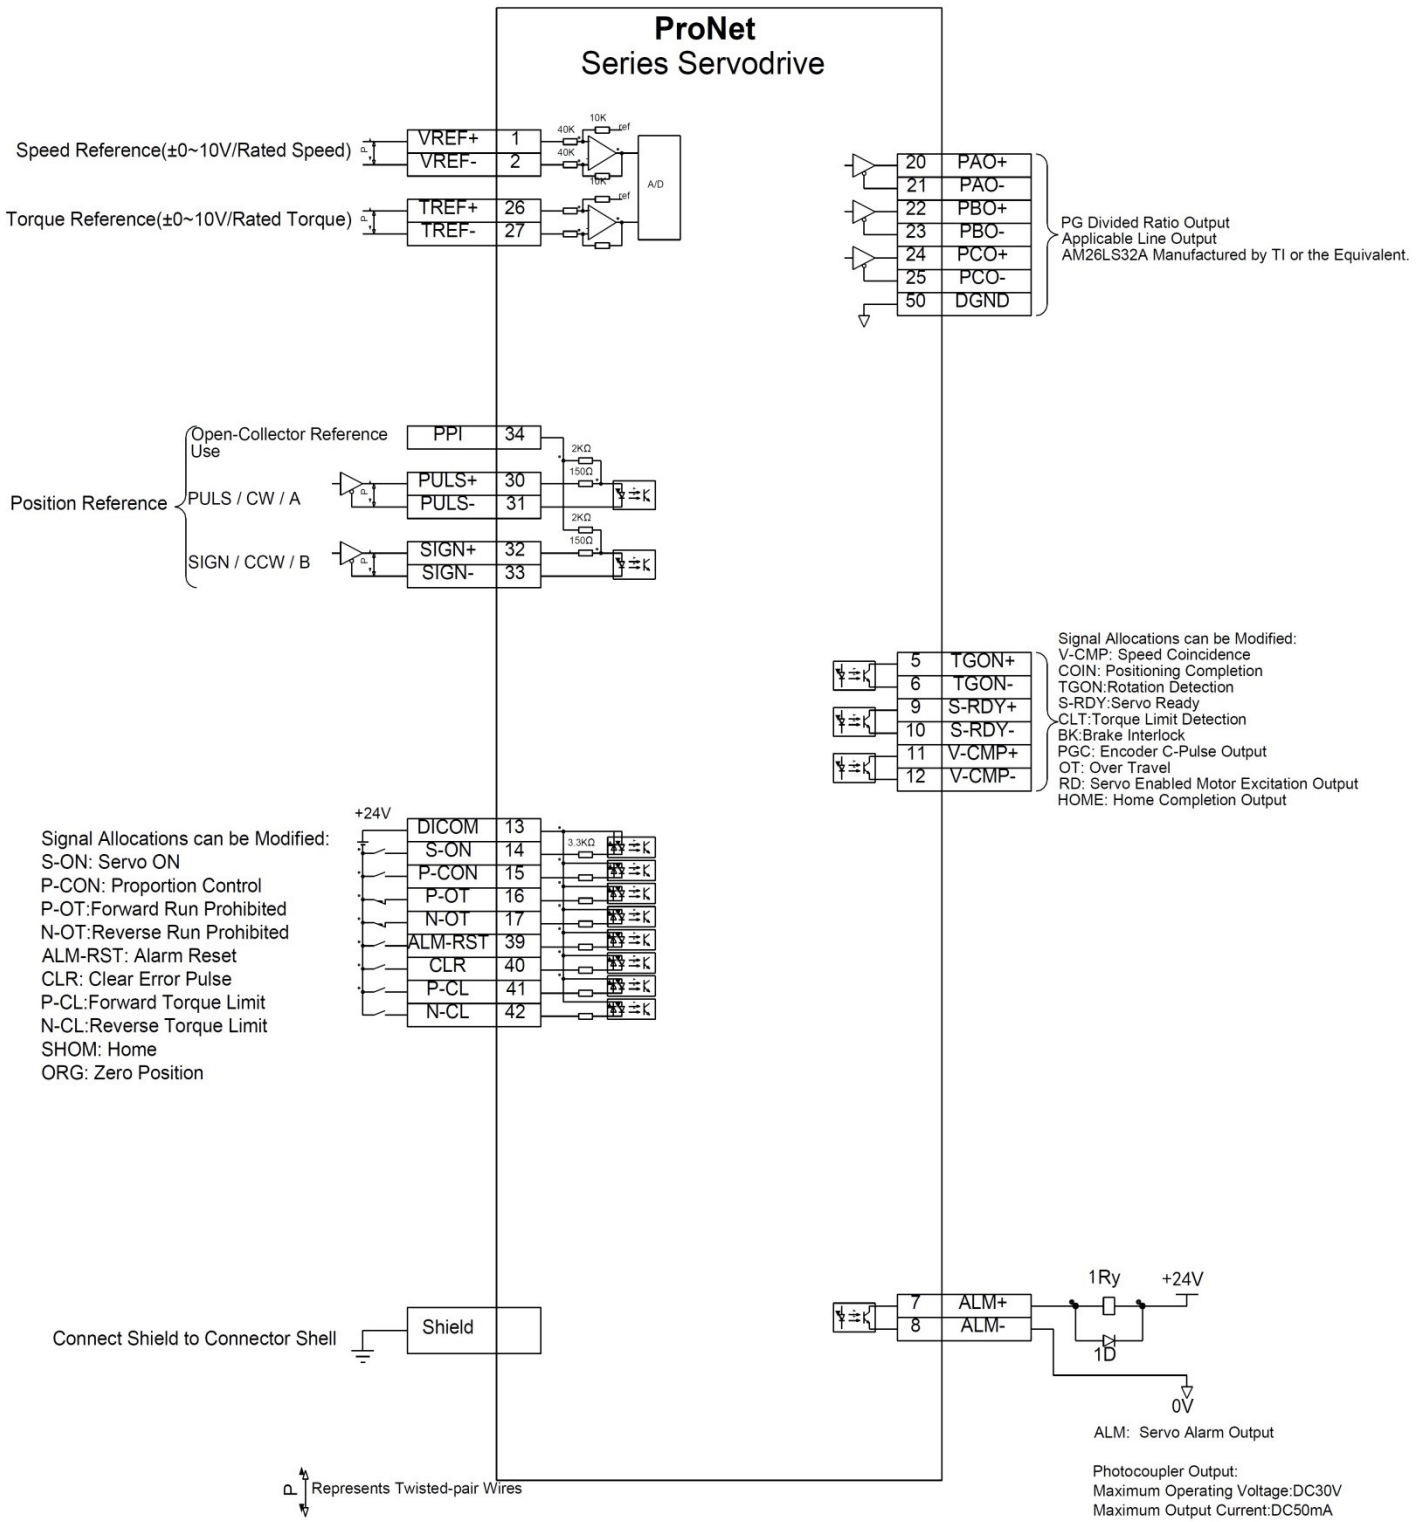 ProNet
Series Servodrive
Speed Reference(±0~10V/Rated Speed)
P
VREF+ 1
VREF- 2
40K
40K
10K
ref
10K
A/D
Torque Reference(±0~10V/Rated Torque)
P
TREF+ 26
TREF- 27
ref
20 PAO+
21 PAO-
22 PBO+
23 PBO-
24 PCO+
25 PCO-
50 DGND
PG Divided Ratio Output
Applicable Line Output
AM26LS32A Manufactured by TI or the Equivalent.
Position Reference
Open-Collector Reference
Use
PULS / CW / A
SIGN / CCW / B
P
P
PPI 34
PULS+ 30
PULS- 31
SIGN+ 32
SIGN- 33
2KΩ
150Ω
2KΩ
150Ω
5 TGON+
6 TGON-
9 S-RDY+
10 S-RDY-
11 V-CMP+
12 V-CMP-
Signal Allocations can be Modified:
V-CMP: Speed Coincidence
COIN: Positioning Completion
TGON:Rotation Detection
S-RDY:Servo Ready
CLT:Torque Limit Detection
BK:Brake Interlock
PGC: Encoder C-Pulse Output
OT: Over Travel
RD: Servo Enabled Motor Excitation Output
HOME: Home Completion Output
Signal Allocations can be Modified:
S-ON: Servo ON
P-CON: Proportion Control
P-OT:Forward Run Prohibited
N-OT:Reverse Run Prohibited
ALM-RST: Alarm Reset
CLR: Clear Error Pulse
P-CL:Forward Torque Limit
N-CL:Reverse Torque Limit
SHOM: Home
ORG: Zero Position
+24V
DICOM 13
S-ON 14
P-CON 15
P-OT 16
N-OT 17
ALM-RST 39
CLR 40
P-CL 41
N-CL 42
3.3KΩ
Connect Shield to Connector Shell
Shield
7 ALM+
8 ALM-
1Ry
+24V
1D
0V
ALM: Servo Alarm Output
Photocoupler Output:
Maximum Operating Voltage:DC30V
Maximum Output Current:DC50mA
P
Represents Twisted-pair Wires